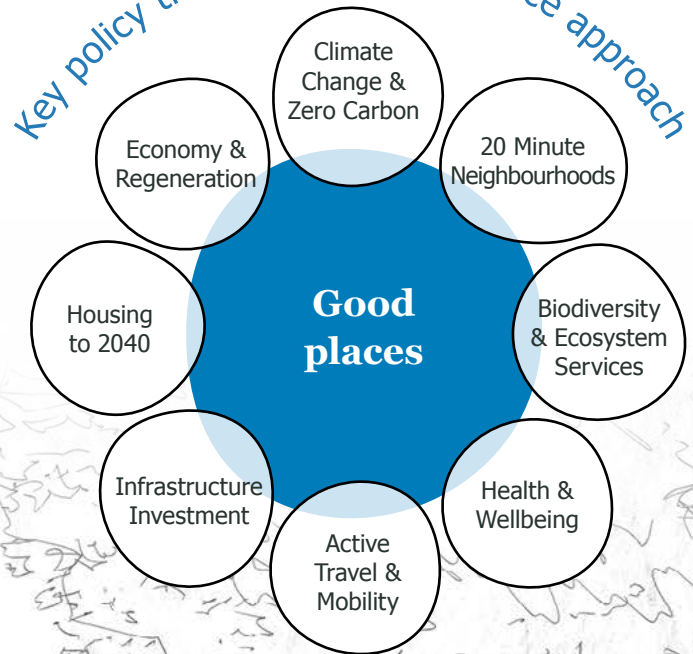 Key policy
approach
Climate
Change &
Zero Carbon
20 Minute
Neighbourhoods
Biodiversity
& Ecosystem
Services
Health &
Wellbeing
Active
Travel &
Mobility
Infrastructure
Investment
Housing
to 2040
Economy &
Regeneration
Good
places